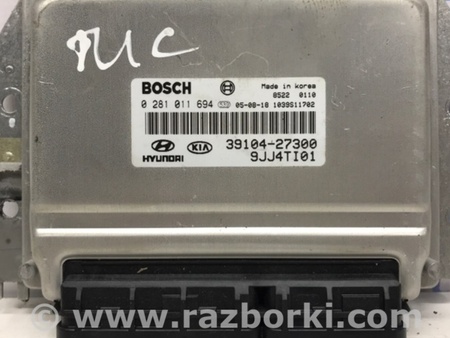 BOSCH
Made in korea
8522 0110
0 281 011 694 05-08-18 1039S11702
39104-27300
HYUNDAI KIA 9JJ4TI01
www.razborki.com